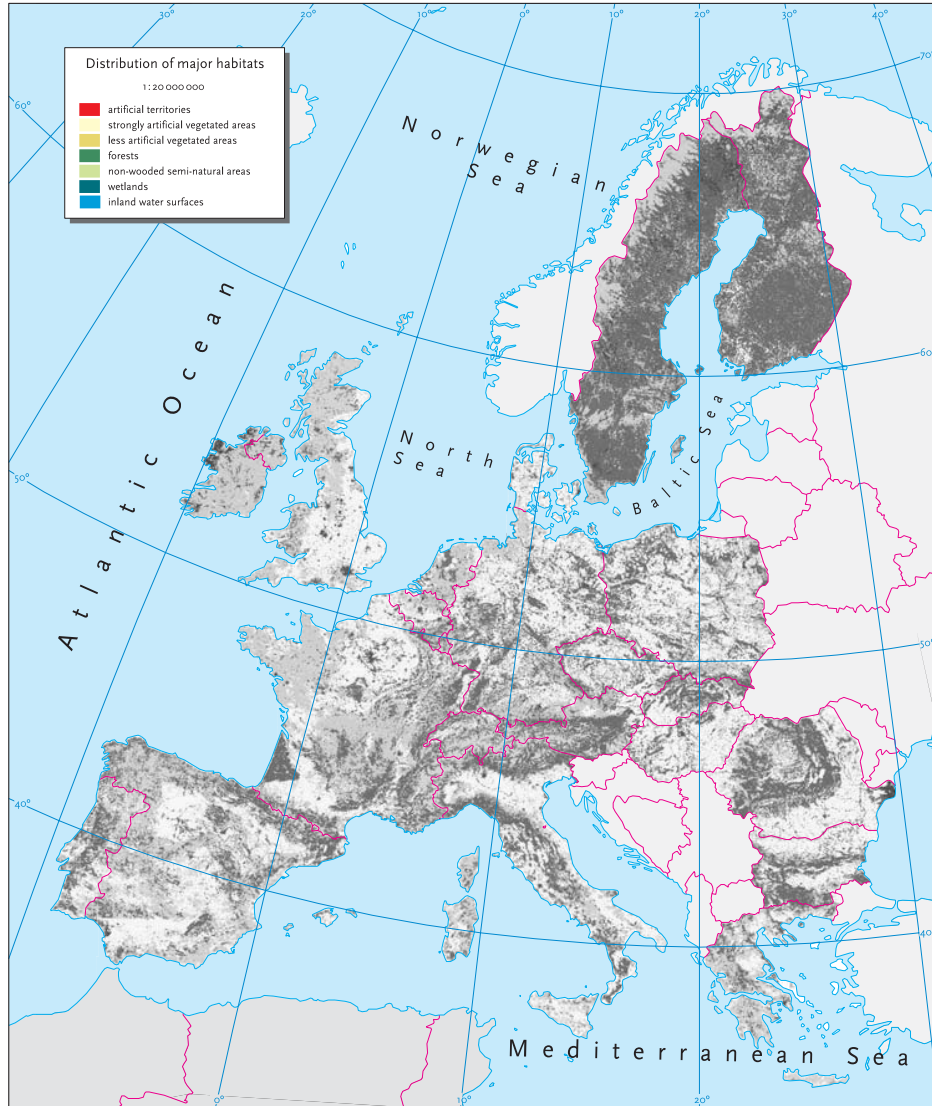 30°
20°
10°
0°
10°
20°
30°
40°
70°
Distribution of major habitats
1 : 20 000 000
artificial territories
strongly artificial vegetated areas
less artificial vegetated areas
forests
non-wooded semi-natural areas
wetlands
inland water surfaces
60°
Norwegian
Sea
Atlantic Ocean
60°
North
Sea
Baltic Sea
50°
50°
40°
40°
Mediterranean Sea
0°
10°
20°